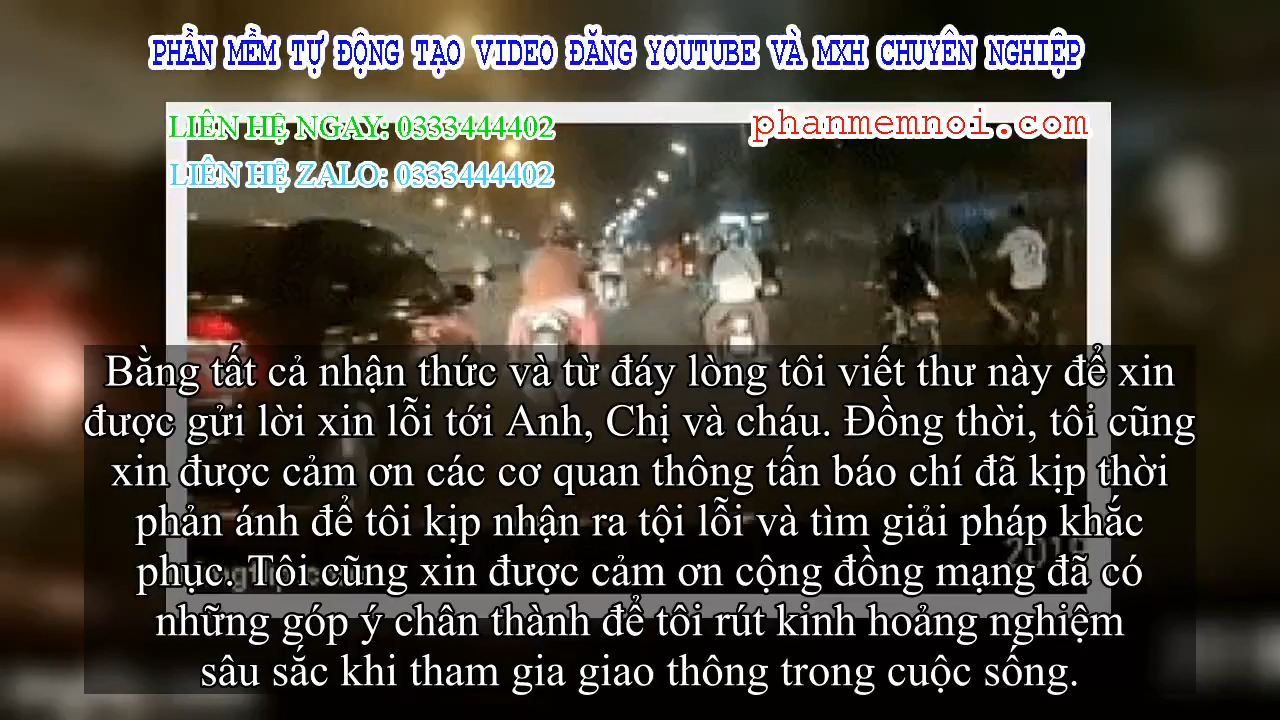 PHẦN MỀM TỰ ĐỘNG TẠO VIDEO ĐĂNG YOUTUBE VÀ MXH CHUYÊN NGHIỆP
LIÊN HỆ NGAY: 0333444402
phanmemnoi.com
LIÊN HỆ ZALO: 0333444402
Bằng tất cả nhận thức và từ đáy lòng tôi viết thư này để xin
được gửi lời xin lỗi tới Anh, Chị và cháu. Đồng thời, tôi cũng
xin được cảm ơn các cơ quan thông tấn báo chí đã kịp thời
phản ánh để tôi kịp nhận ra tội lỗi và tìm giải pháp khắc
phục. Tôi cũng xin được cảm ơn cộng đồng mạng đã có
những góp ý chân thành để tôi rút kinh hoảng nghiệm
sâu sắc khi tham gia giao thông trong cuộc sống.